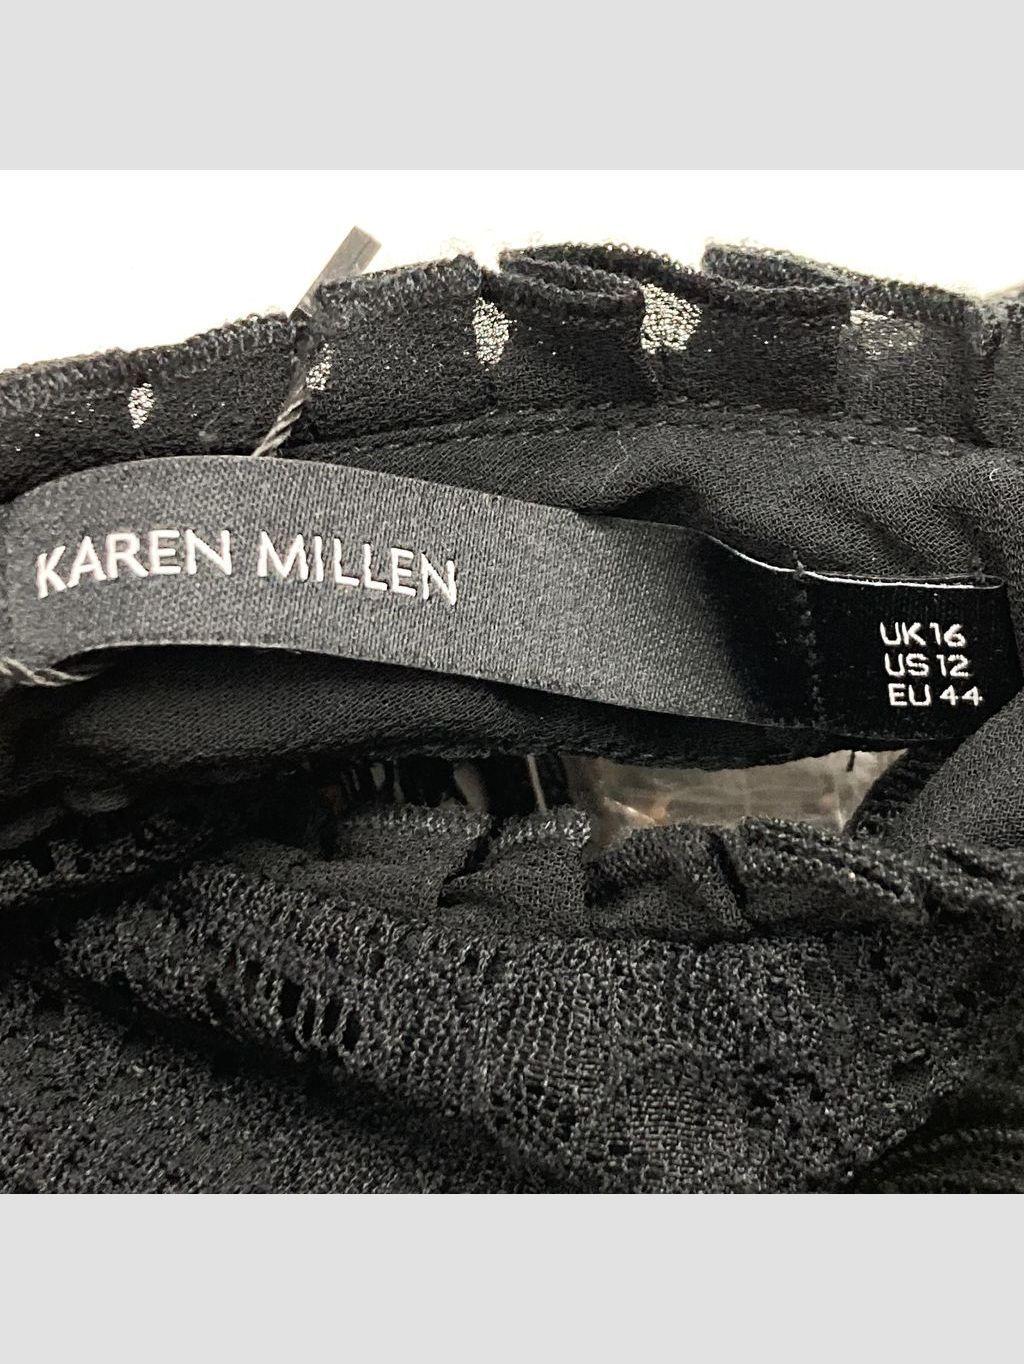 KAREN MILLEN
UK 16
US 12
EU 44